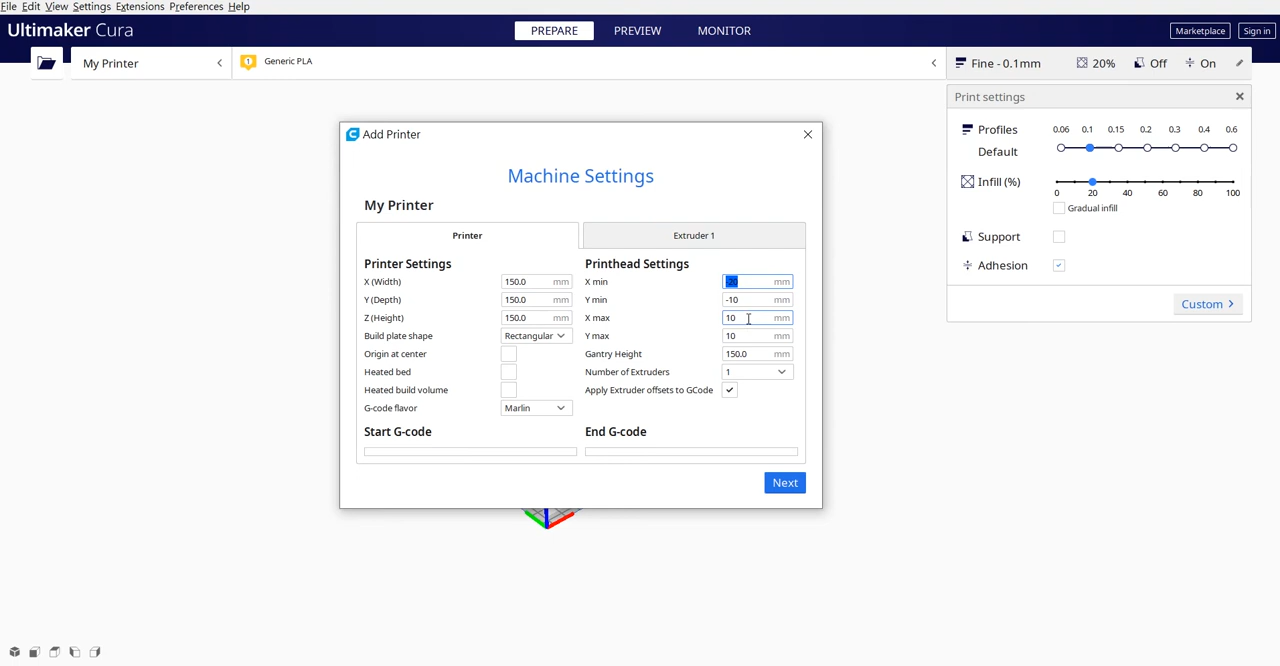 File Edit View Settings Extensions Preferences Help
Ultimaker Cura
PREPARE PREVIEW MONITOR
Marketplace Sign in
My Printer
1 Generic PLA
Fine - 0.1mm 20% Off On
Print settings
Profiles 0.06 0.1 0.15 0.2 0.3 0.4 0.6
Default
Infill (%)
0 20 40 60 80 100
Gradual infill
Support
Adhesion
Custom
Add Printer
Machine Settings
My Printer
Printer Extruder 1
Printer Settings
X (Width) 150.0 mm
Y (Depth) 150.0 mm
Z (Height) 150.0 mm
Build plate shape Rectangular
Origin at center
Heated bed
Heated build volume
G-code flavor Marlin
Start G-code
Printhead Settings
X min -20 mm
Y min -10 mm
X max 10 mm
Y max 10 mm
Gantry Height 150.0 mm
Number of Extruders 1
Apply Extruder offsets to GCode
End G-code
Next